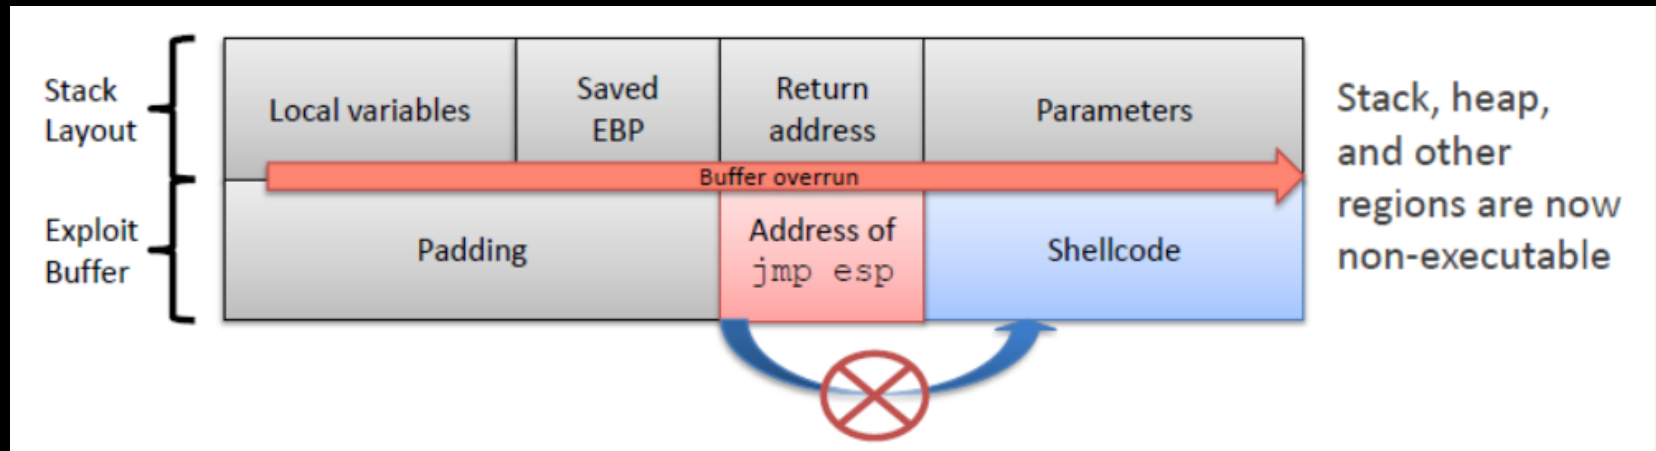 Stack
Layout
Local variables
Saved
EBP
Return
address
Parameters
Buffer overrun
Exploit
Buffer
Padding
Address of
jmp esp
Shellcode
Stack, heap,
and other
regions are now
non-executable